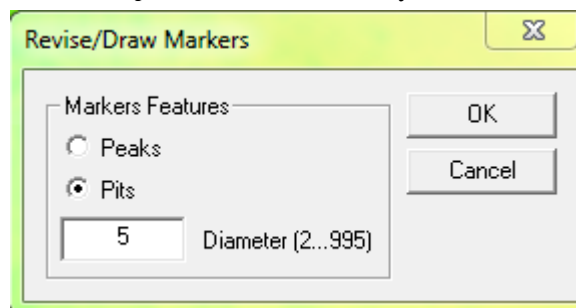 Revise/Draw Markers
Markers Features
Peaks
Pits
5 Diameter (2...995)
OK
Cancel